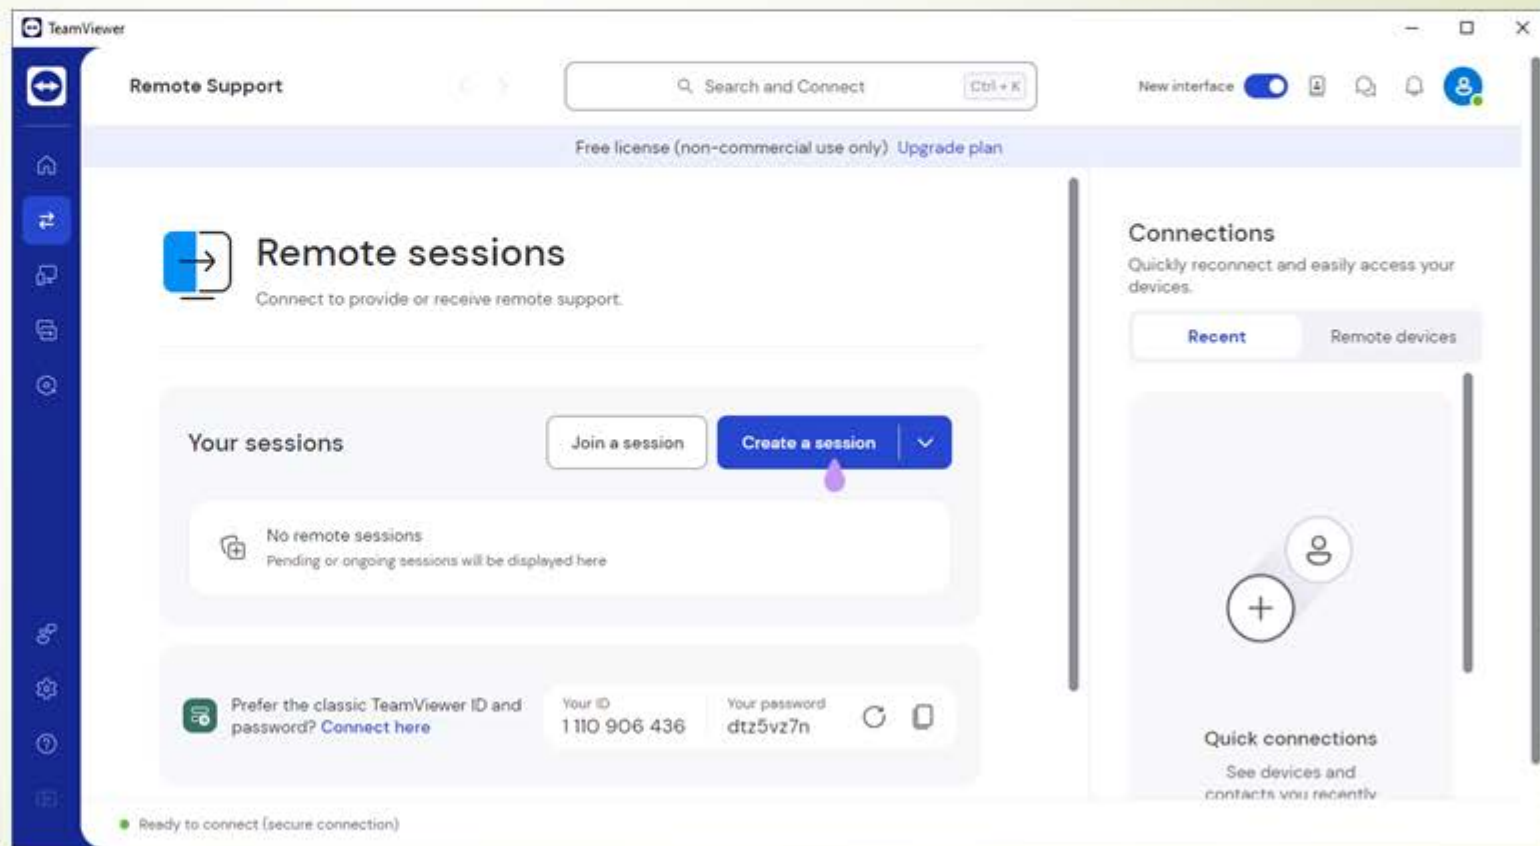 TeamViewer
Remote Support
Search and Connect
Ctrl + K
New interface
Free license (non-commercial use only) Upgrade plan
Remote sessions
Connect to provide or receive remote support.
Your sessions
Join a session
Create a session
No remote sessions
Pending or ongoing sessions will be displayed here
Prefer the classic TeamViewer ID and
password? Connect here
Your ID
1 110 906 436
Your password
dtz5vz7n
Connections
Quickly reconnect and easily access your
devices.
Recent
Remote devices
Quick connections
See devices and
contacts you recently
Ready to connect (secure connection)